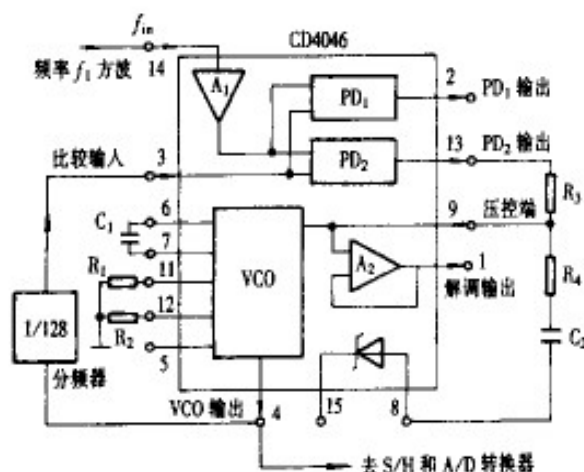 f_in
CD4046
频率 f₁ 方波
14
A₁
PD₁
2
PD₁ 输出
比较输入
3
PD₂
13
PD₂ 输出
R₃
C₁
6
7
VCO
9
压控端
R₁
11
A₂
1
解调输出
R₄
R₂
12
5
1/128
分频器
C₂
VCO 输出
4
15
8
去 S/H 和 A/D 转换器